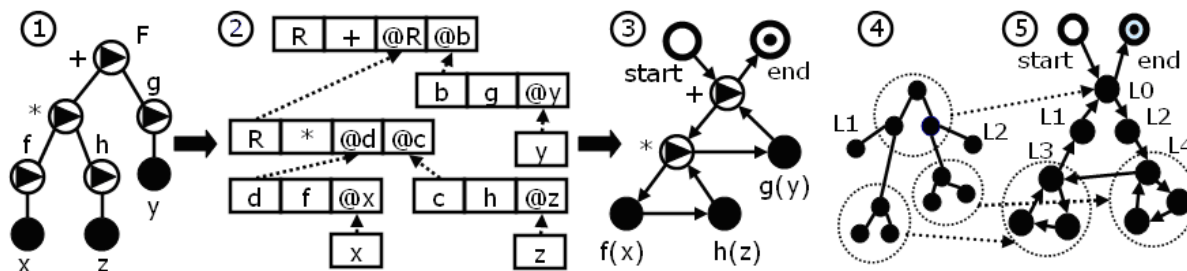 1
F
+
g
*
f
h
y
x
z
2
R + @R @b
b g @y
y
R * @d @c
d f @x
c h @z
x
z
3
start
end
+
*
g(y)
f(x)
h(z)
4
L1
L2
5
start
end
L0
L1
L2
L3
L4